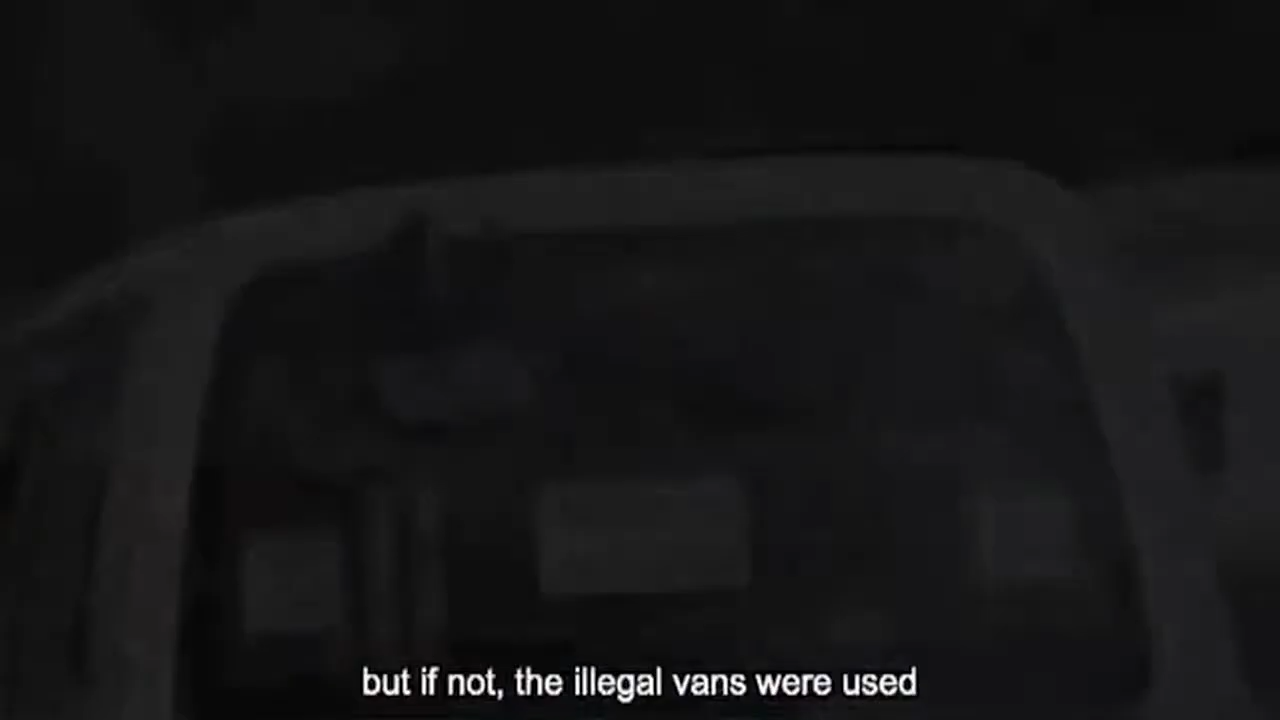 but if not, the illegal vans were used